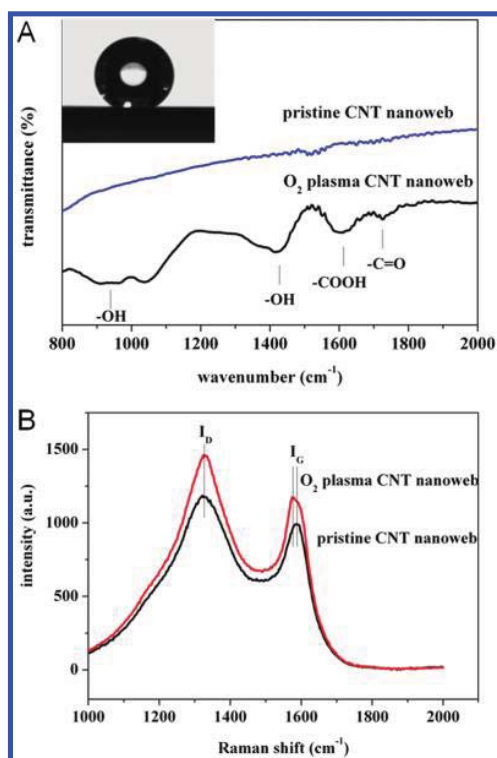 A
pristine CNT nanoweb
O₂ plasma CNT nanoweb
-C=O
-COOH
-OH
-OH
transmittance (%)
800 1000 1200 1400 1600 1800 2000
wavenumber (cm⁻¹)
B
I_D
I_G
O₂ plasma CNT nanoweb
pristine CNT nanoweb
1500
1000
500
0
intensity (a.u.)
1000 1200 1400 1600 1800 2000
Raman shift (cm⁻¹)